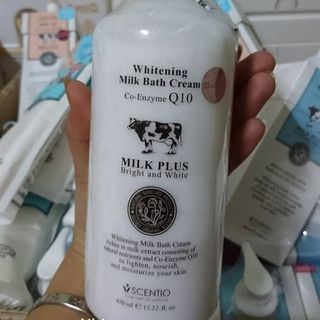 Whitening
Milk Bath Cream
Co-Enzyme Q10
MILK PLUS
Bright and White
Whitening Milk Bath Cream
riches in milk extract consisting of
natural nutrients and Co-Enzyme Q10
to lighten, nourish,
and moisturize your skin.
SCENTIO
450 ml e 15.22 fl. oz.